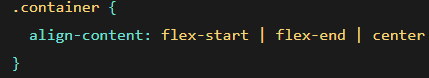 .container {
align-content: flex-start | flex-end | center
}